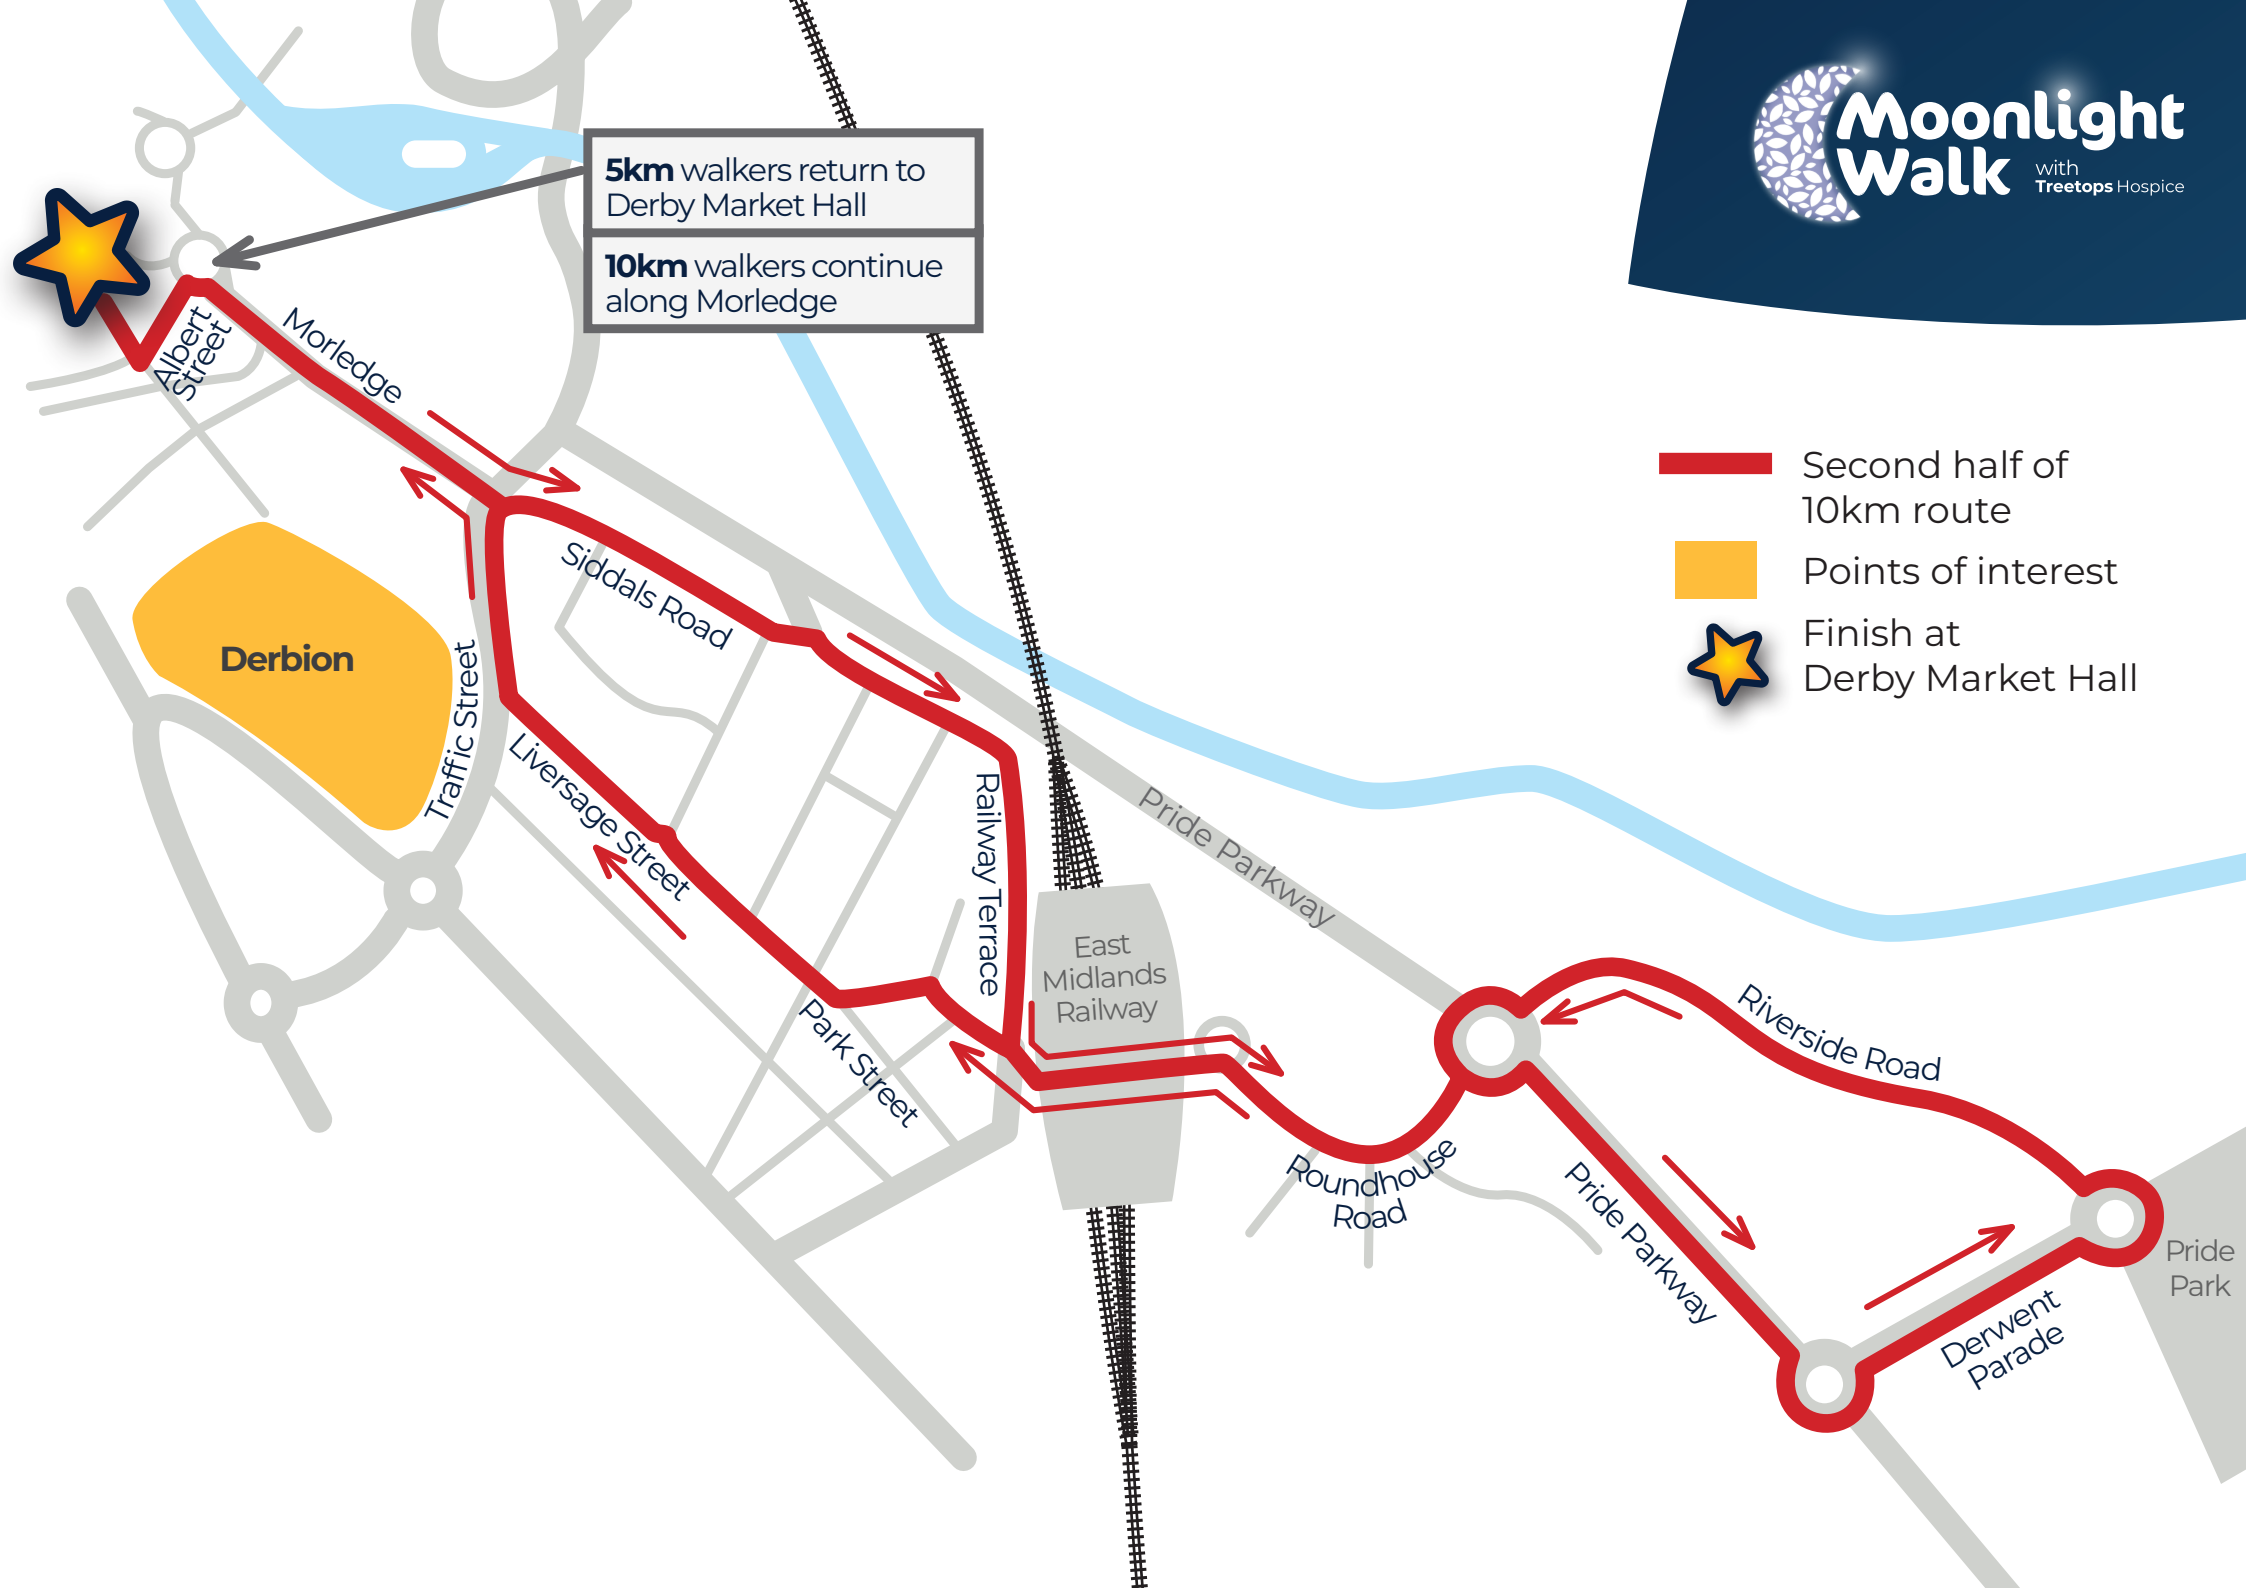 Moonlight
Walk
with
Treetops Hospice
5km walkers return to
Derby Market Hall
10km walkers continue
along Morledge
Second half of
10km route
Points of interest
Finish at
Derby Market Hall
Albert
Street
Morledge
Siddals Road
Derbion
Traffic Street
Liversage Street
Railway Terrace
Pride Parkway
East
Midlands
Railway
Park Street
Roundhouse
Road
Riverside Road
Pride Parkway
Derwent
Parade
Pride
Park